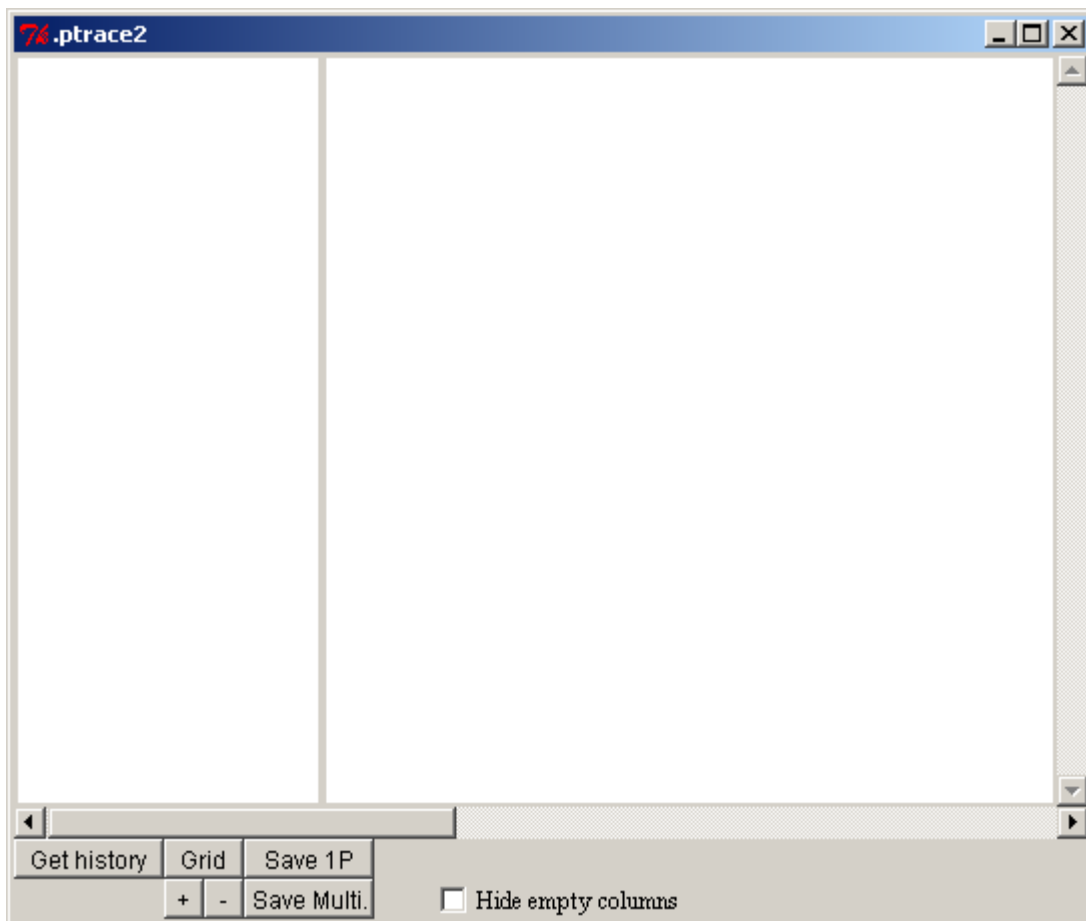 .ptrace2
Get history Grid Save 1P
+ - Save Multi. Hide empty columns